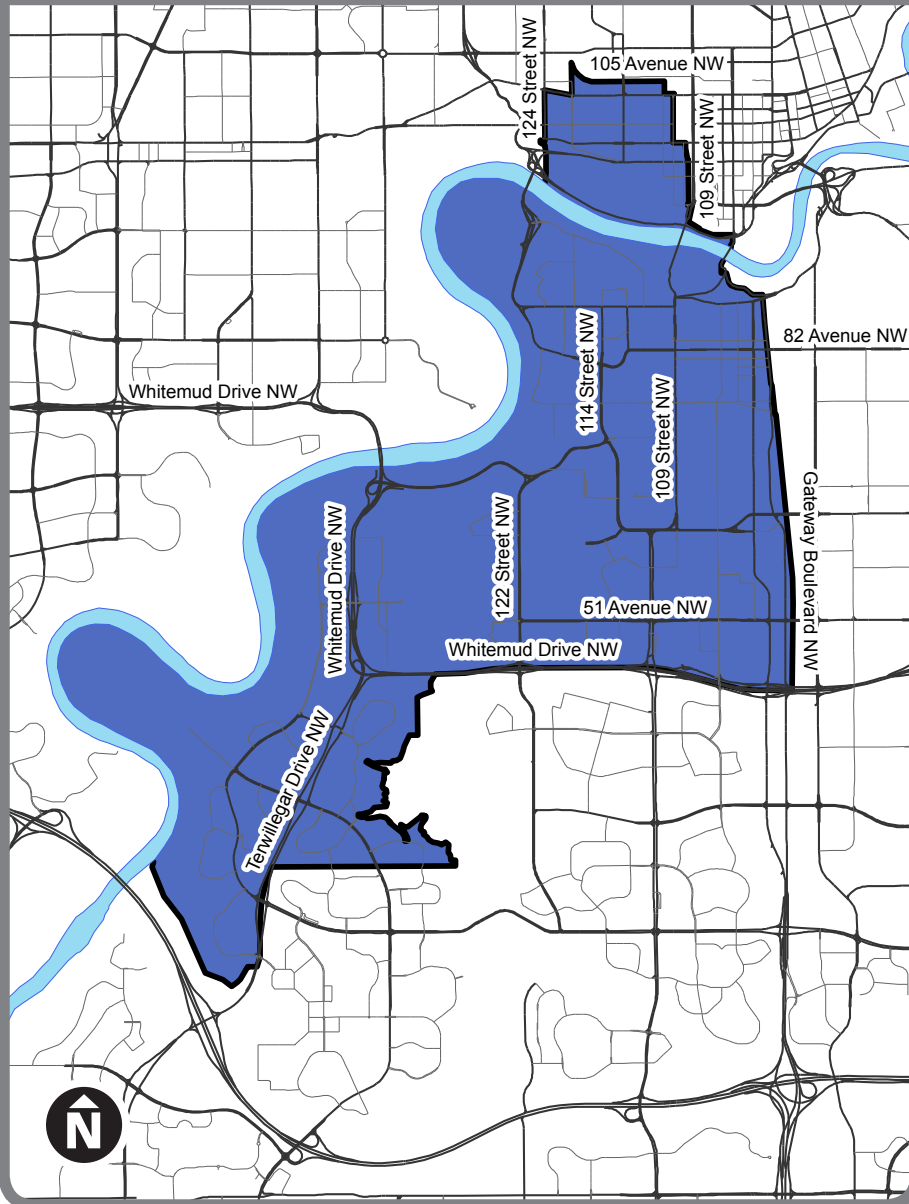 105 Avenue NW
124 Street NW
109 Street NW
82 Avenue NW
114 Street NW
Whitemud Drive NW
109 Street NW
Gateway Boulevard NW
122 Street NW
Whitemud Drive NW
51 Avenue NW
Whitemud Drive NW
Terwillegar Drive NW
N